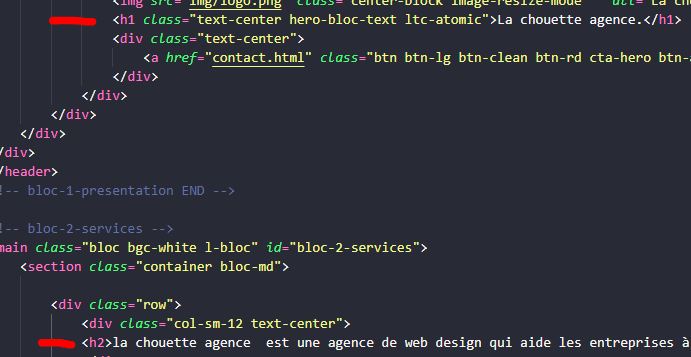 <img src="img/logo.png" class="center-block image-resize-mode" alt="La cho
<h1 class="text-center hero-bloc-text ltc-atomic">La chouette agence.</h1>
<div class="text-center">
<a href="contact.html" class="btn btn-lg btn-clean btn-rd cta-hero btn-a
</div>
</div>
</div>
</div>
/div>
/header>
!-- bloc-1-presentation END -->
!-- bloc-2-services -->
main class="bloc bgc-white l-bloc" id="bloc-2-services">
<section class="container bloc-md">
<div class="row">
<div class="col-sm-12 text-center">
<h2>la chouette agence  est une agence de web design qui aide les entreprises à